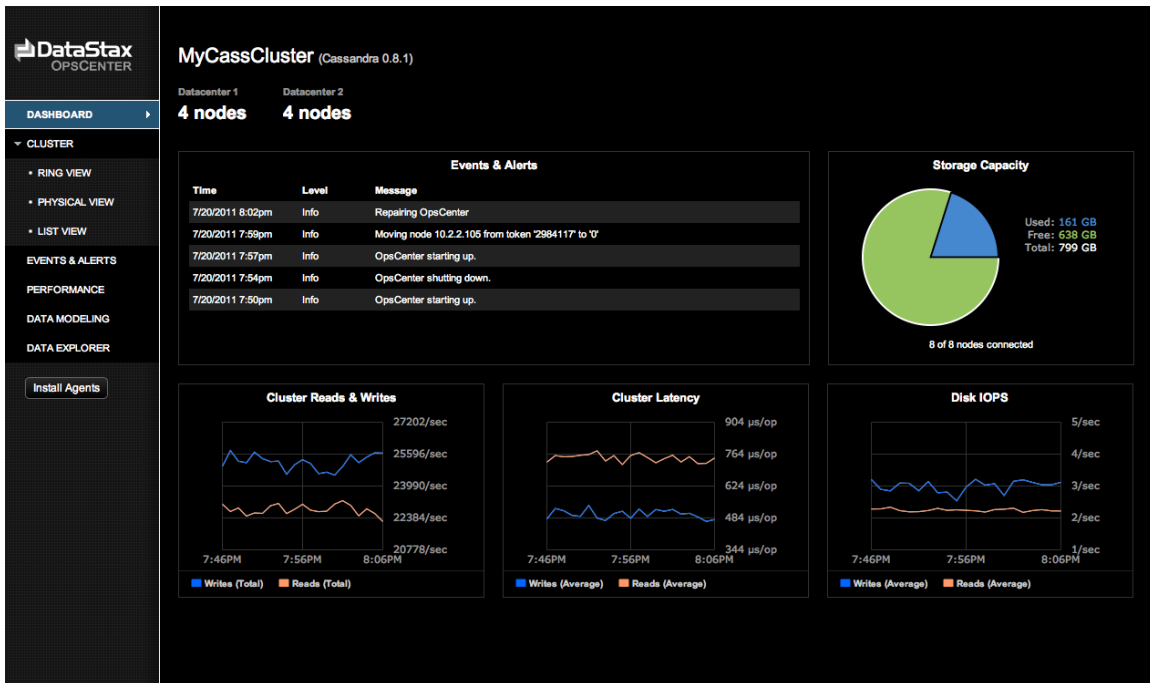 DataStax
OPSCENTER
DASHBOARD
CLUSTER
• RING VIEW
• PHYSICAL VIEW
• LIST VIEW
EVENTS & ALERTS
PERFORMANCE
DATA MODELING
DATA EXPLORER
Install Agents
MyCassCluster (Cassandra 0.8.1)
Datacenter 1 Datacenter 2
4 nodes 4 nodes
Events & Alerts
Time Level Message
7/20/2011 8:02pm Info Repairing OpsCenter
7/20/2011 7:59pm Info Moving node 10.2.2.105 from token '2984117' to '0'
7/20/2011 7:57pm Info OpsCenter starting up.
7/20/2011 7:54pm Info OpsCenter shutting down.
7/20/2011 7:50pm Info OpsCenter starting up.
Storage Capacity
Used: 161 GB
Free: 638 GB
Total: 799 GB
8 of 8 nodes connected
Cluster Reads & Writes
27202/sec
25596/sec
23990/sec
22384/sec
20778/sec
7:46PM 7:56PM 8:06PM
Writes (Total) Reads (Total)
Cluster Latency
904 µs/op
764 µs/op
624 µs/op
484 µs/op
344 µs/op
7:46PM 7:56PM 8:06PM
Writes (Average) Reads (Average)
Disk IOPS
5/sec
4/sec
3/sec
2/sec
1/sec
7:46PM 7:56PM 8:06PM
Writes (Average) Reads (Average)